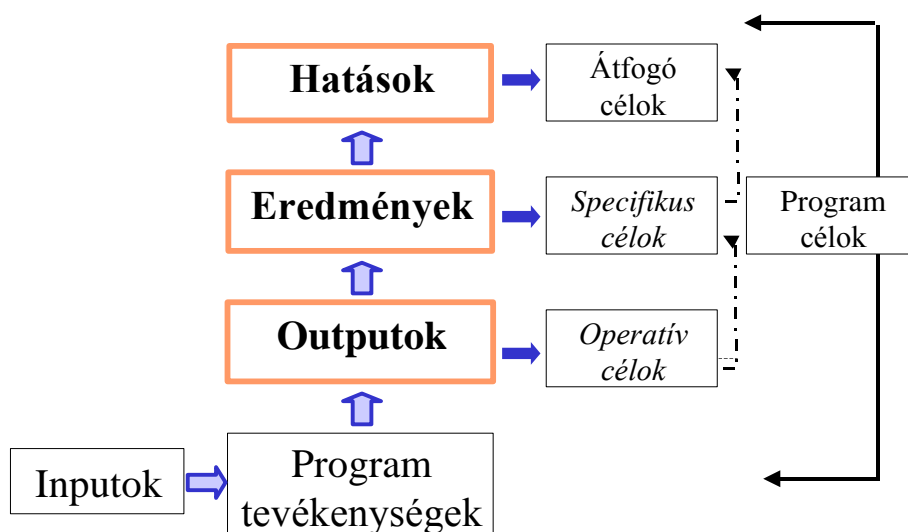 Hatások
Átfogó
célok
Eredmények
Specifikus
célok
Program
célok
Outputok
Operatív
célok
Inputok
Program
tevékenységek